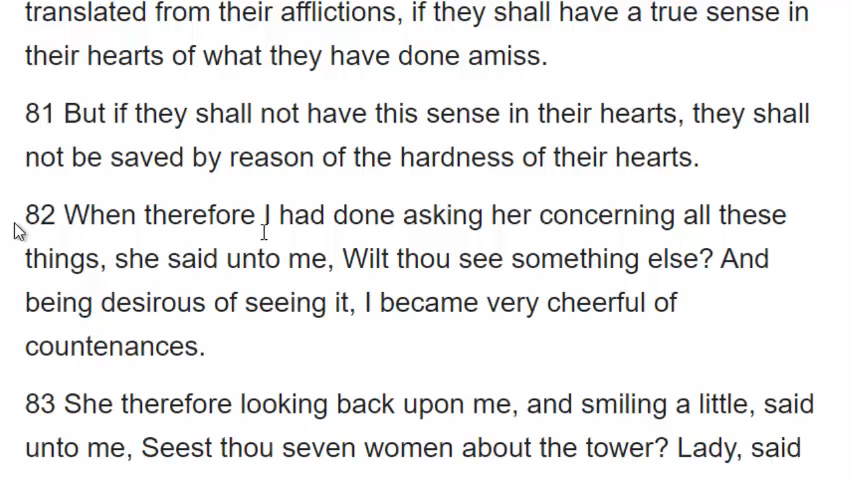 translated from their afflictions, if they shall have a true sense in
their hearts of what they have done amiss.
81 But if they shall not have this sense in their hearts, they shall
not be saved by reason of the hardness of their hearts.
82 When therefore I had done asking her concerning all these
things, she said unto me, Wilt thou see something else? And
being desirous of seeing it, I became very cheerful of
countenances.
83 She therefore looking back upon me, and smiling a little, said
unto me, Seest thou seven women about the tower? Lady, said